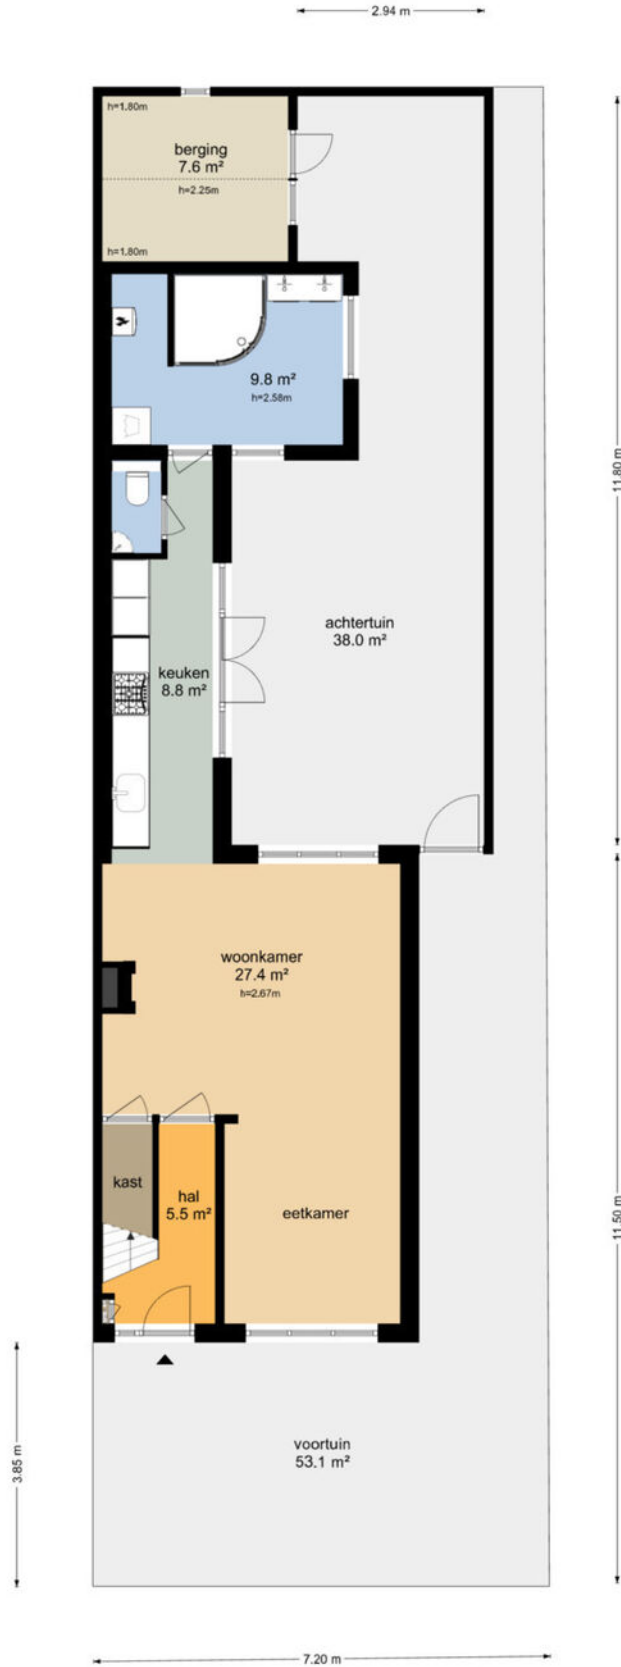 2.94 m
h=1.80m
berging
7.6 m²
h=2.25m
h=1.80m
9.8 m²
h=2.58m
11.80 m
achtertuin
38.0 m²
keuken
8.8 m²
woonkamer
27.4 m²
h=2.67m
kast
hal
5.5 m²
eetkamer
11.50 m
voortuin
53.1 m²
3.85 m
7.20 m